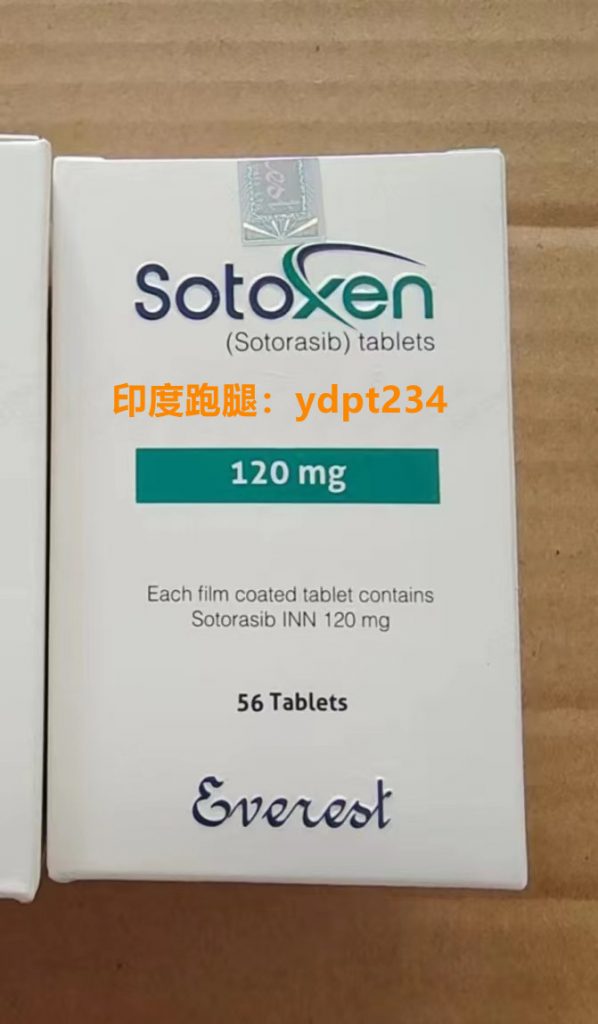 Sotoxen
(Sotorasib) tablets
印度跑腿：ydpt234
120 mg
Each film coated tablet contains
Sotorasib INN 120 mg
56 Tablets
Everest